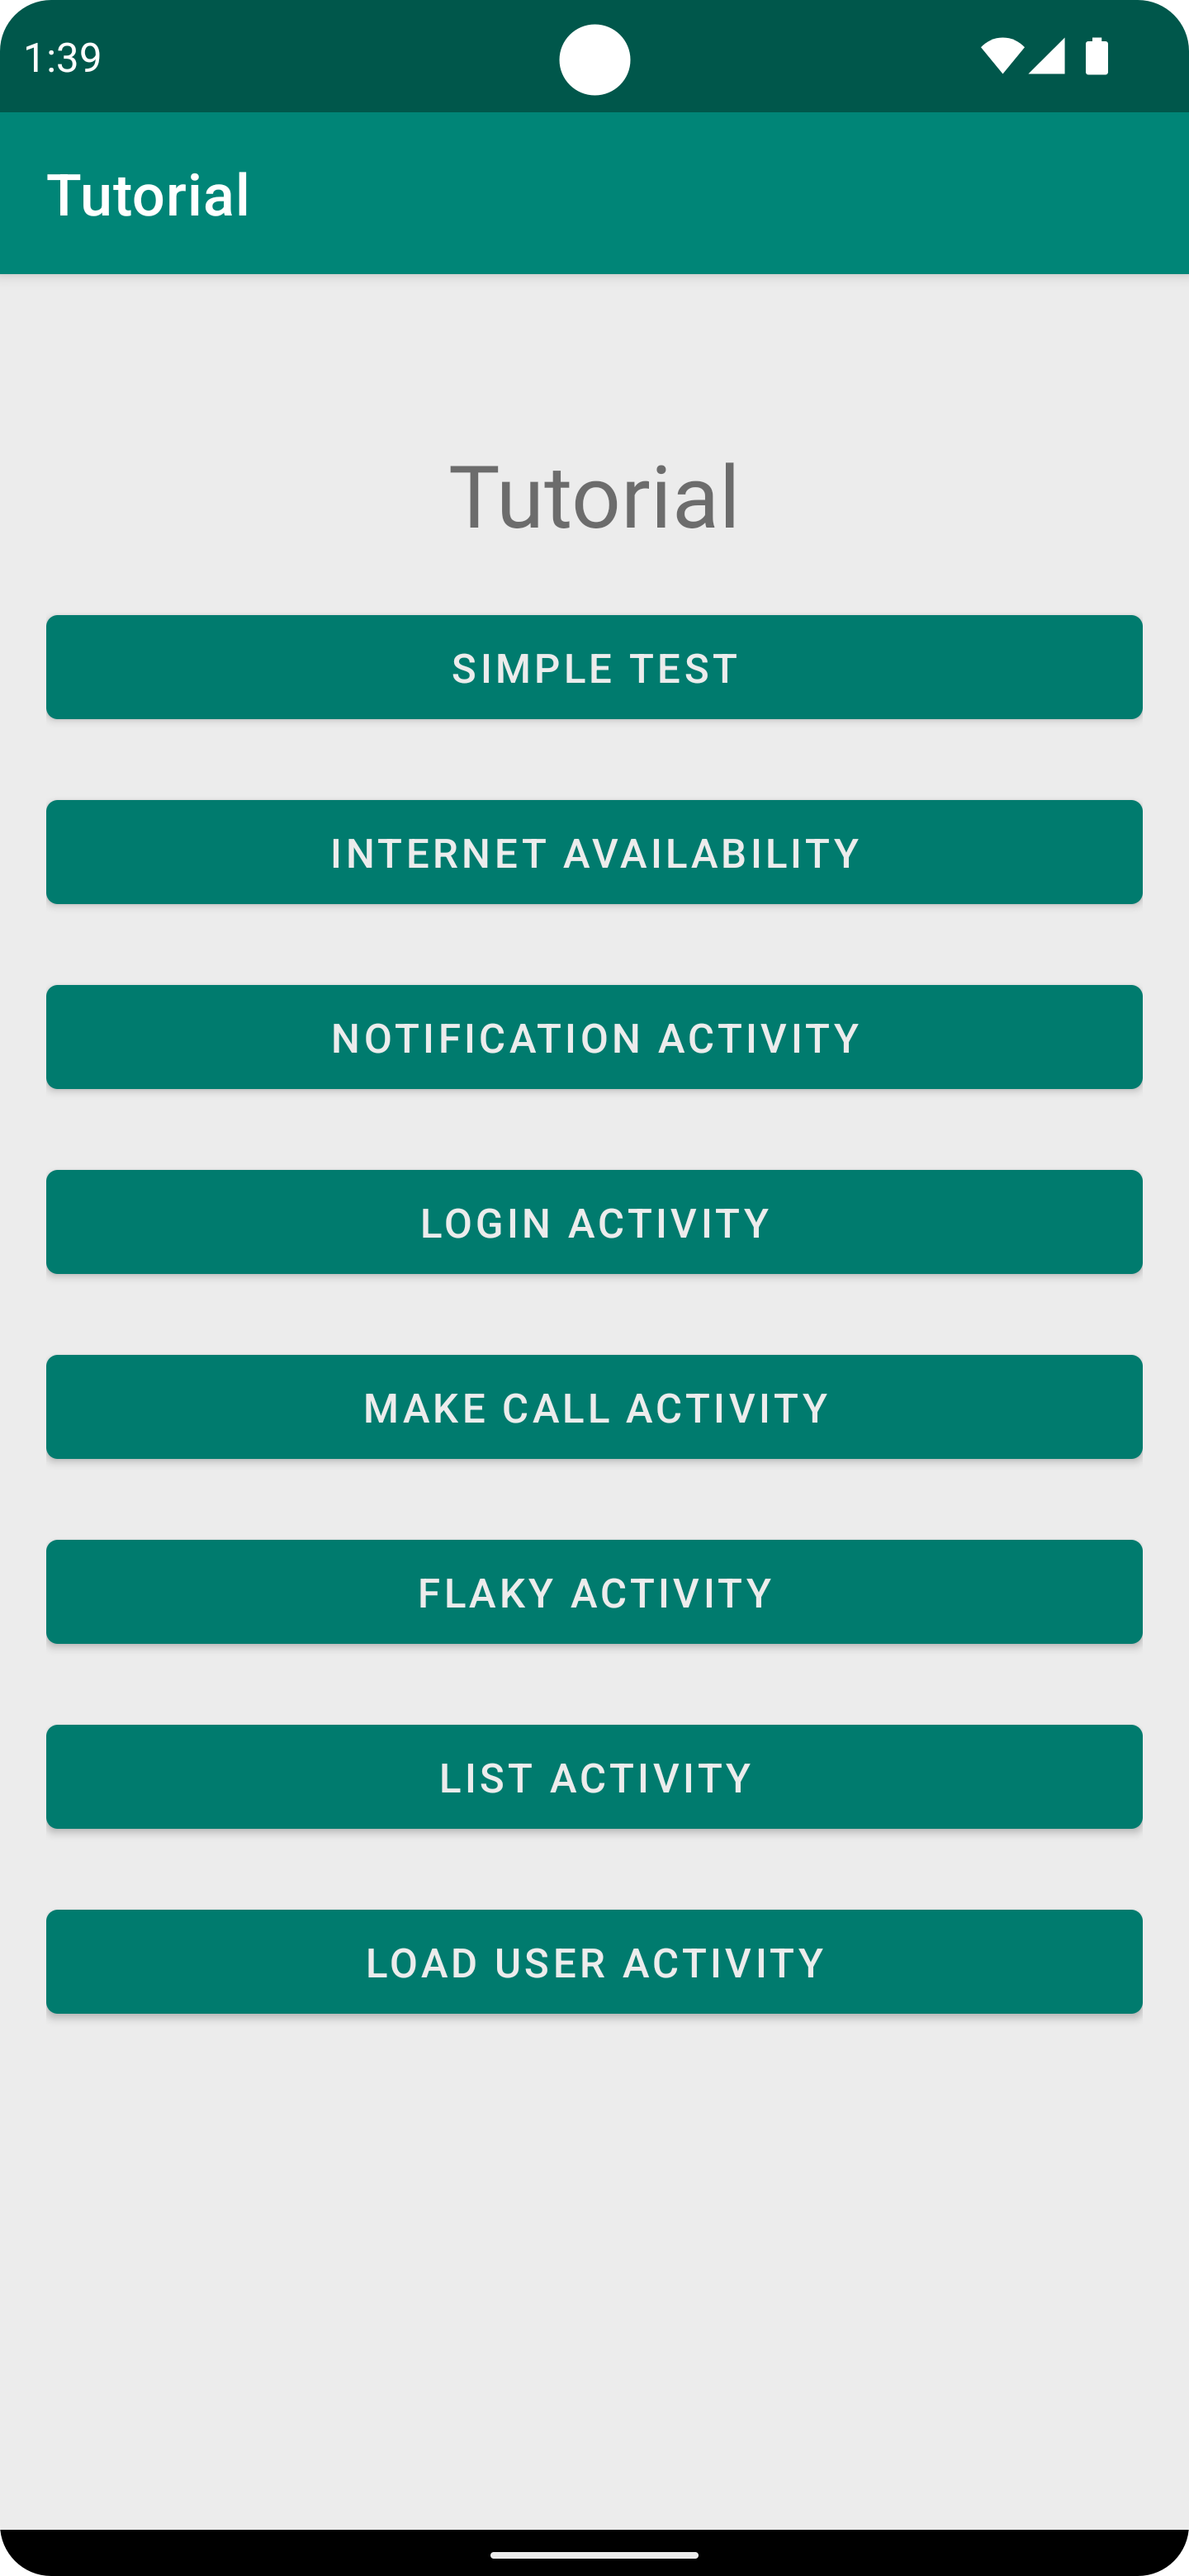 1:39
Tutorial
Tutorial
SIMPLE TEST
INTERNET AVAILABILITY
NOTIFICATION ACTIVITY
LOGIN ACTIVITY
MAKE CALL ACTIVITY
FLAKY ACTIVITY
LIST ACTIVITY
LOAD USER ACTIVITY